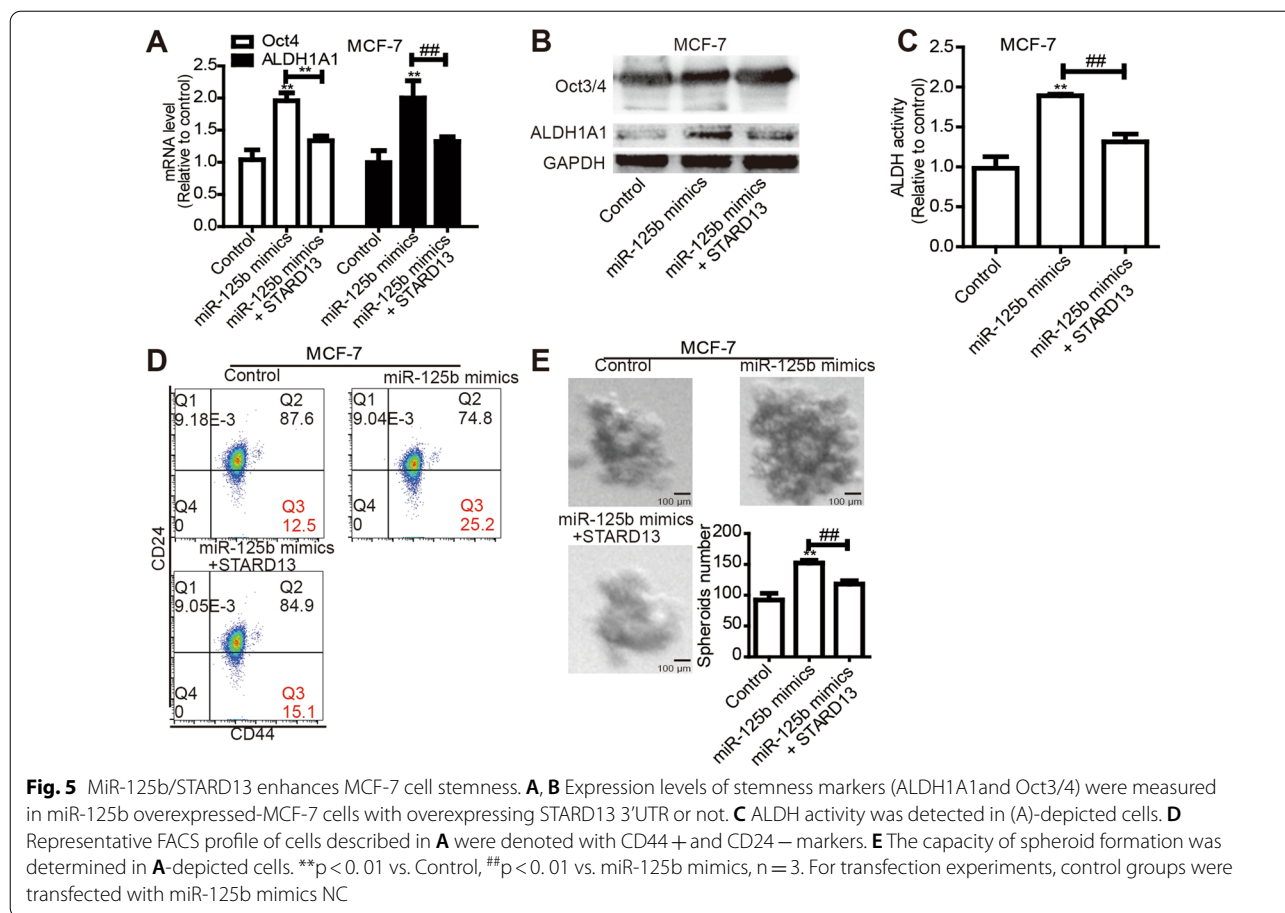 A
Oct4
ALDH1A1
MCF-7
**
##
**
**
mRNA level
(Relative to control)
2.5
2.0
1.5
1.0
0.5
0.0
Control
miR-125b mimics
miR-125b mimics
+ STARD13
Control
miR-125b mimics
miR-125b mimics
+ STARD13
B
MCF-7
Oct3/4
ALDH1A1
GAPDH
Control
miR-125b mimics
miR-125b mimics
+ STARD13
C
MCF-7
##
**
ALDH activity
(Relative to control)
2.5
2.0
1.5
1.0
0.5
0.0
Control
miR-125b mimics
miR-125b mimics
+ STARD13
D
MCF-7
Control
miR-125b mimics
Q1
9.18E-3
Q2
87.6
Q4
0
Q3
12.5
Q1
9.04E-3
Q2
74.8
Q4
0
Q3
25.2
miR-125b mimics
+STARD13
Q1
9.05E-3
Q2
84.9
Q4
0
Q3
15.1
CD24
CD44
E
MCF-7
Control
miR-125b mimics
100 µm
100 µm
miR-125b mimics
+STARD13
100 µm
##
**
Spheroids number
200
150
100
50
0
Control
miR-125b mimics
miR-125b mimics
+ STARD13
Fig. 5 MiR-125b/STARD13 enhances MCF-7 cell stemness. A, B Expression levels of stemness markers (ALDH1A1and Oct3/4) were measured
in miR-125b overexpressed-MCF-7 cells with overexpressing STARD13 3′UTR or not. C ALDH activity was detected in (A)-depicted cells. D
Representative FACS profile of cells described in A were denoted with CD44 + and CD24 − markers. E The capacity of spheroid formation was
determined in A-depicted cells. **p < 0. 01 vs. Control, ##p < 0. 01 vs. miR-125b mimics, n = 3. For transfection experiments, control groups were
transfected with miR-125b mimics NC